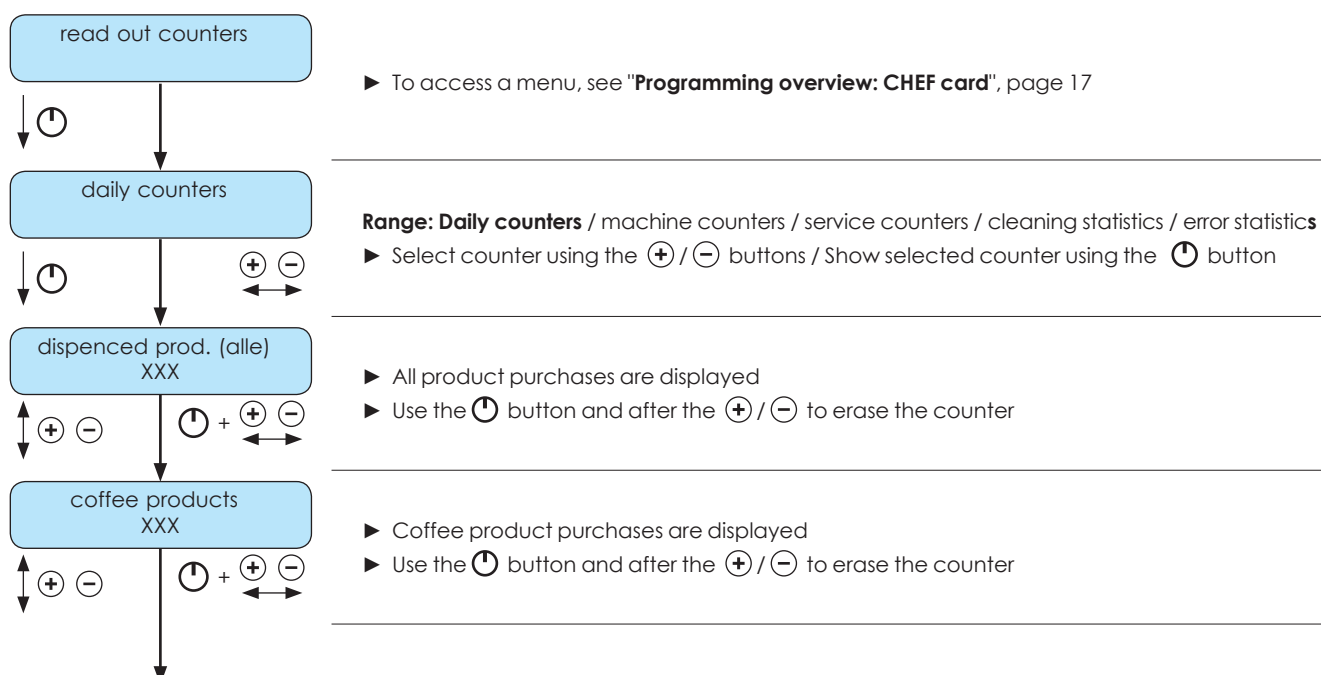 read out counters
► To access a menu, see "Programming overview: CHEF card", page 17
daily counters
Range: Daily counters / machine counters / service counters / cleaning statistics / error statistics
► Select counter using the + / − buttons / Show selected counter using the button
+ −
dispenced prod. (alle)
XXX
► All product purchases are displayed
► Use the button and after the + / − to erase the counter
+ − + + −
coffee products
XXX
► Coffee product purchases are displayed
► Use the button and after the + / − to erase the counter
+ − + + −